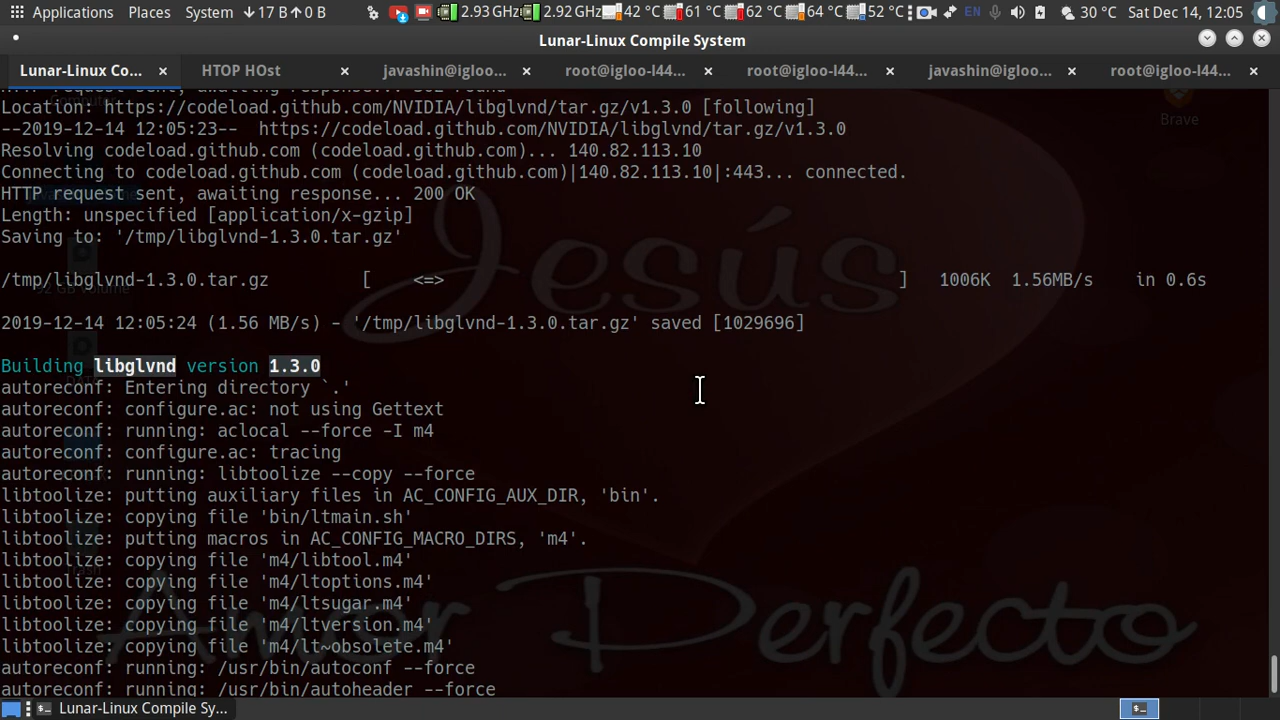 Applications Places System 17 B 0 B 2.93 GHz 2.92 GHz 42 °C 61 °C 62 °C 64 °C 52 °C EN 30 °C Sat Dec 14, 12:05
Lunar-Linux Compile System
Lunar-Linux Co... × HTOP HOst × javashin@igloo... × root@igloo-l44... × root@igloo-l44... × javashin@igloo... × root@igloo-l44... ×
Location: https://codeload.github.com/NVIDIA/libglvnd/tar.gz/v1.3.0 [following]
--2019-12-14 12:05:23-- https://codeload.github.com/NVIDIA/libglvnd/tar.gz/v1.3.0
Resolving codeload.github.com (codeload.github.com)... 140.82.113.10
Connecting to codeload.github.com (codeload.github.com)|140.82.113.10|:443... connected.
HTTP request sent, awaiting response... 200 OK
Length: unspecified [application/x-gzip]
Saving to: '/tmp/libglvnd-1.3.0.tar.gz'
/tmp/libglvnd-1.3.0.tar.gz [ <=> ] 1006K 1.56MB/s in 0.6s
2019-12-14 12:05:24 (1.56 MB/s) - '/tmp/libglvnd-1.3.0.tar.gz' saved [1029696]
Building libglvnd version 1.3.0
autoreconf: Entering directory `.'
autoreconf: configure.ac: not using Gettext
autoreconf: running: aclocal --force -I m4
autoreconf: configure.ac: tracing
autoreconf: running: libtoolize --copy --force
libtoolize: putting auxiliary files in AC_CONFIG_AUX_DIR, 'bin'.
libtoolize: copying file 'bin/ltmain.sh'
libtoolize: putting macros in AC_CONFIG_MACRO_DIRS, 'm4'.
libtoolize: copying file 'm4/libtool.m4'
libtoolize: copying file 'm4/ltoptions.m4'
libtoolize: copying file 'm4/ltsugar.m4'
libtoolize: copying file 'm4/ltversion.m4'
libtoolize: copying file 'm4/lt~obsolete.m4'
autoreconf: running: /usr/bin/autoconf --force
autoreconf: running: /usr/bin/autoheader --force
Brave
Jesús
Amor Perfecto
Lunar-Linux Compile Sy...